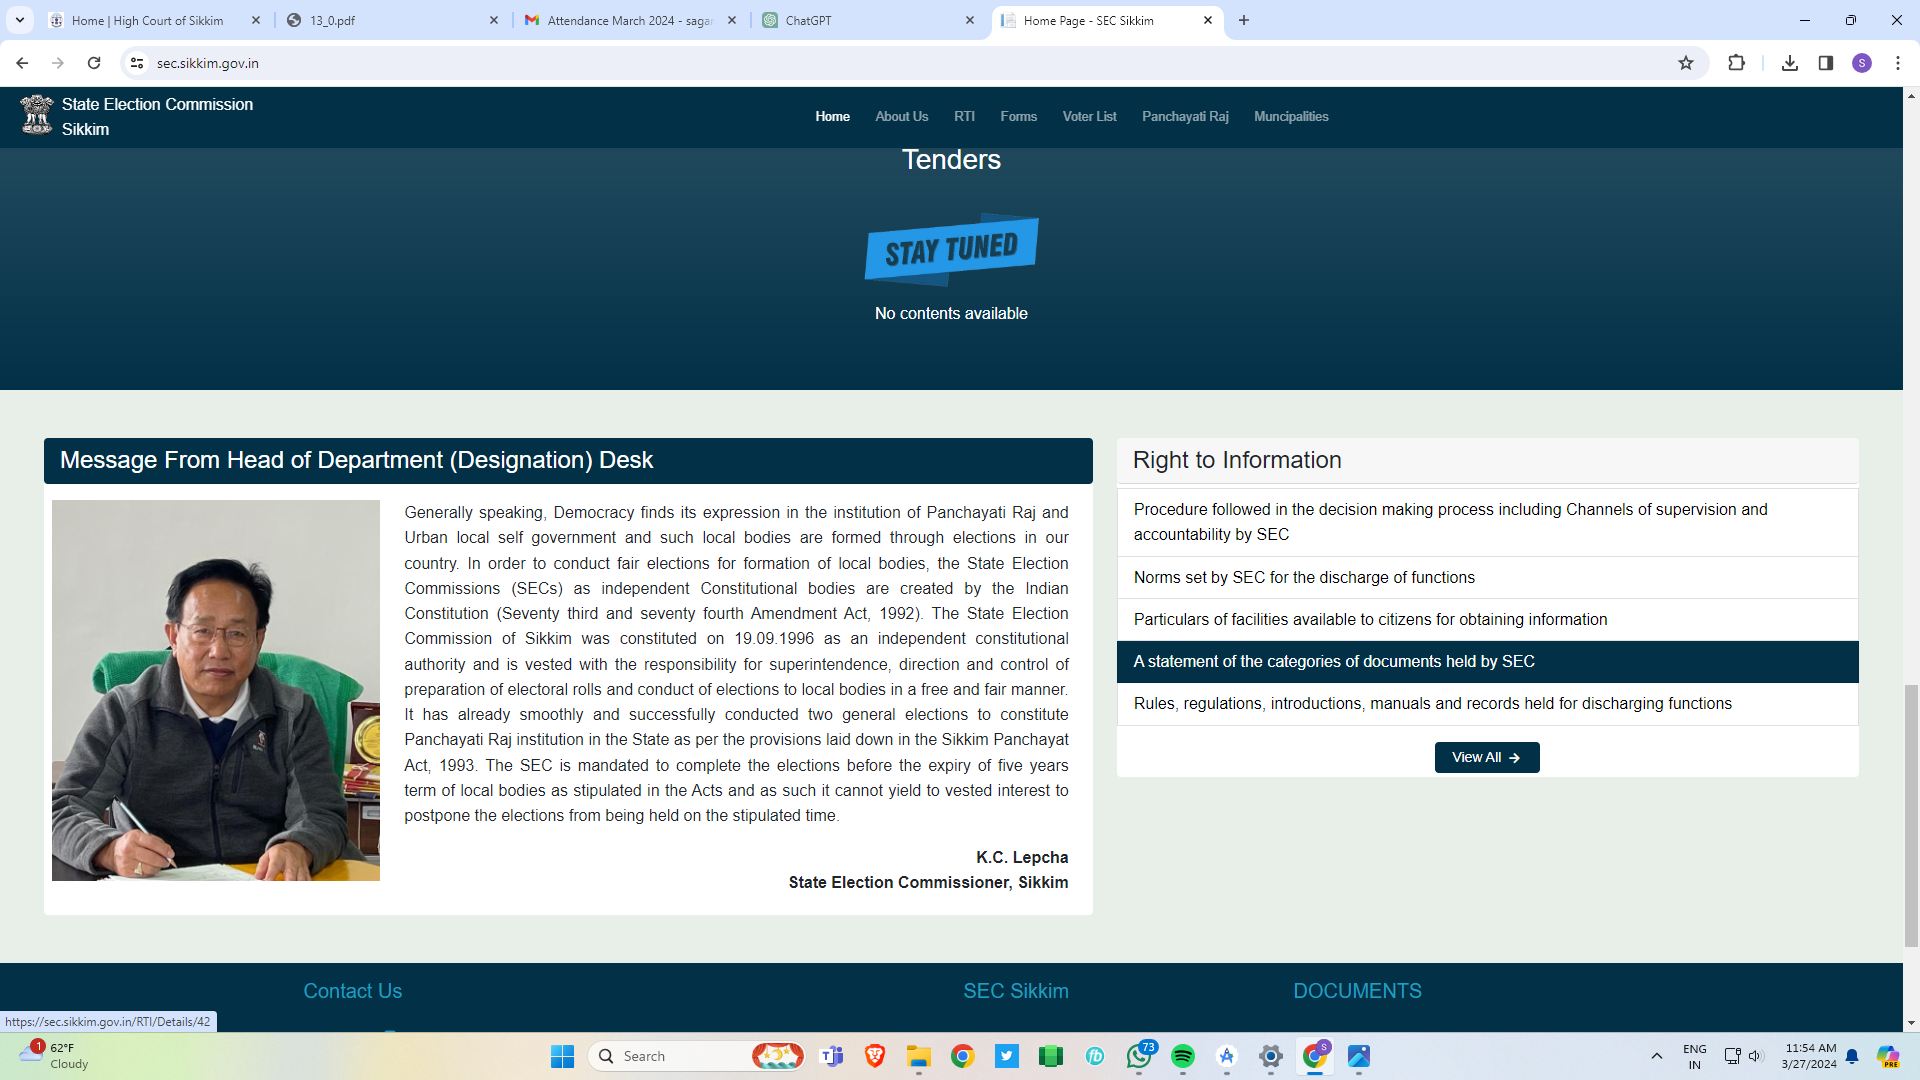 Home | High Court of Sikkim
13_0.pdf
Attendance March 2024 - sagar
ChatGPT
Home Page - SEC Sikkim
sec.sikkim.gov.in
S
State Election Commission
Sikkim
Home
About Us
RTI
Forms
Voter List
Panchayati Raj
Muncipalities
Tenders
STAY TUNED
No contents available
Message From Head of Department (Designation) Desk
Generally speaking, Democracy finds its expression in the institution of Panchayati Raj and
Urban local self government and such local bodies are formed through elections in our
country. In order to conduct fair elections for formation of local bodies, the State Election
Commissions (SECs) as independent Constitutional bodies are created by the Indian
Constitution (Seventy third and seventy fourth Amendment Act, 1992). The State Election
Commission of Sikkim was constituted on 19.09.1996 as an independent constitutional
authority and is vested with the responsibility for superintendence, direction and control of
preparation of electoral rolls and conduct of elections to local bodies in a free and fair manner.
It has already smoothly and successfully conducted two general elections to constitute
Panchayati Raj institution in the State as per the provisions laid down in the Sikkim Panchayat
Act, 1993. The SEC is mandated to complete the elections before the expiry of five years
term of local bodies as stipulated in the Acts and as such it cannot yield to vested interest to
postpone the elections from being held on the stipulated time.
K.C. Lepcha
State Election Commissioner, Sikkim
Right to Information
Procedure followed in the decision making process including Channels of supervision and
accountability by SEC
Norms set by SEC for the discharge of functions
Particulars of facilities available to citizens for obtaining information
A statement of the categories of documents held by SEC
Rules, regulations, introductions, manuals and records held for discharging functions
View All
Contact Us
SEC Sikkim
DOCUMENTS
https://sec.sikkim.gov.in/RTI/Details/42
1
62°F
Cloudy
Search
73
S
ENG
IN
11:54 AM
3/27/2024
PRE